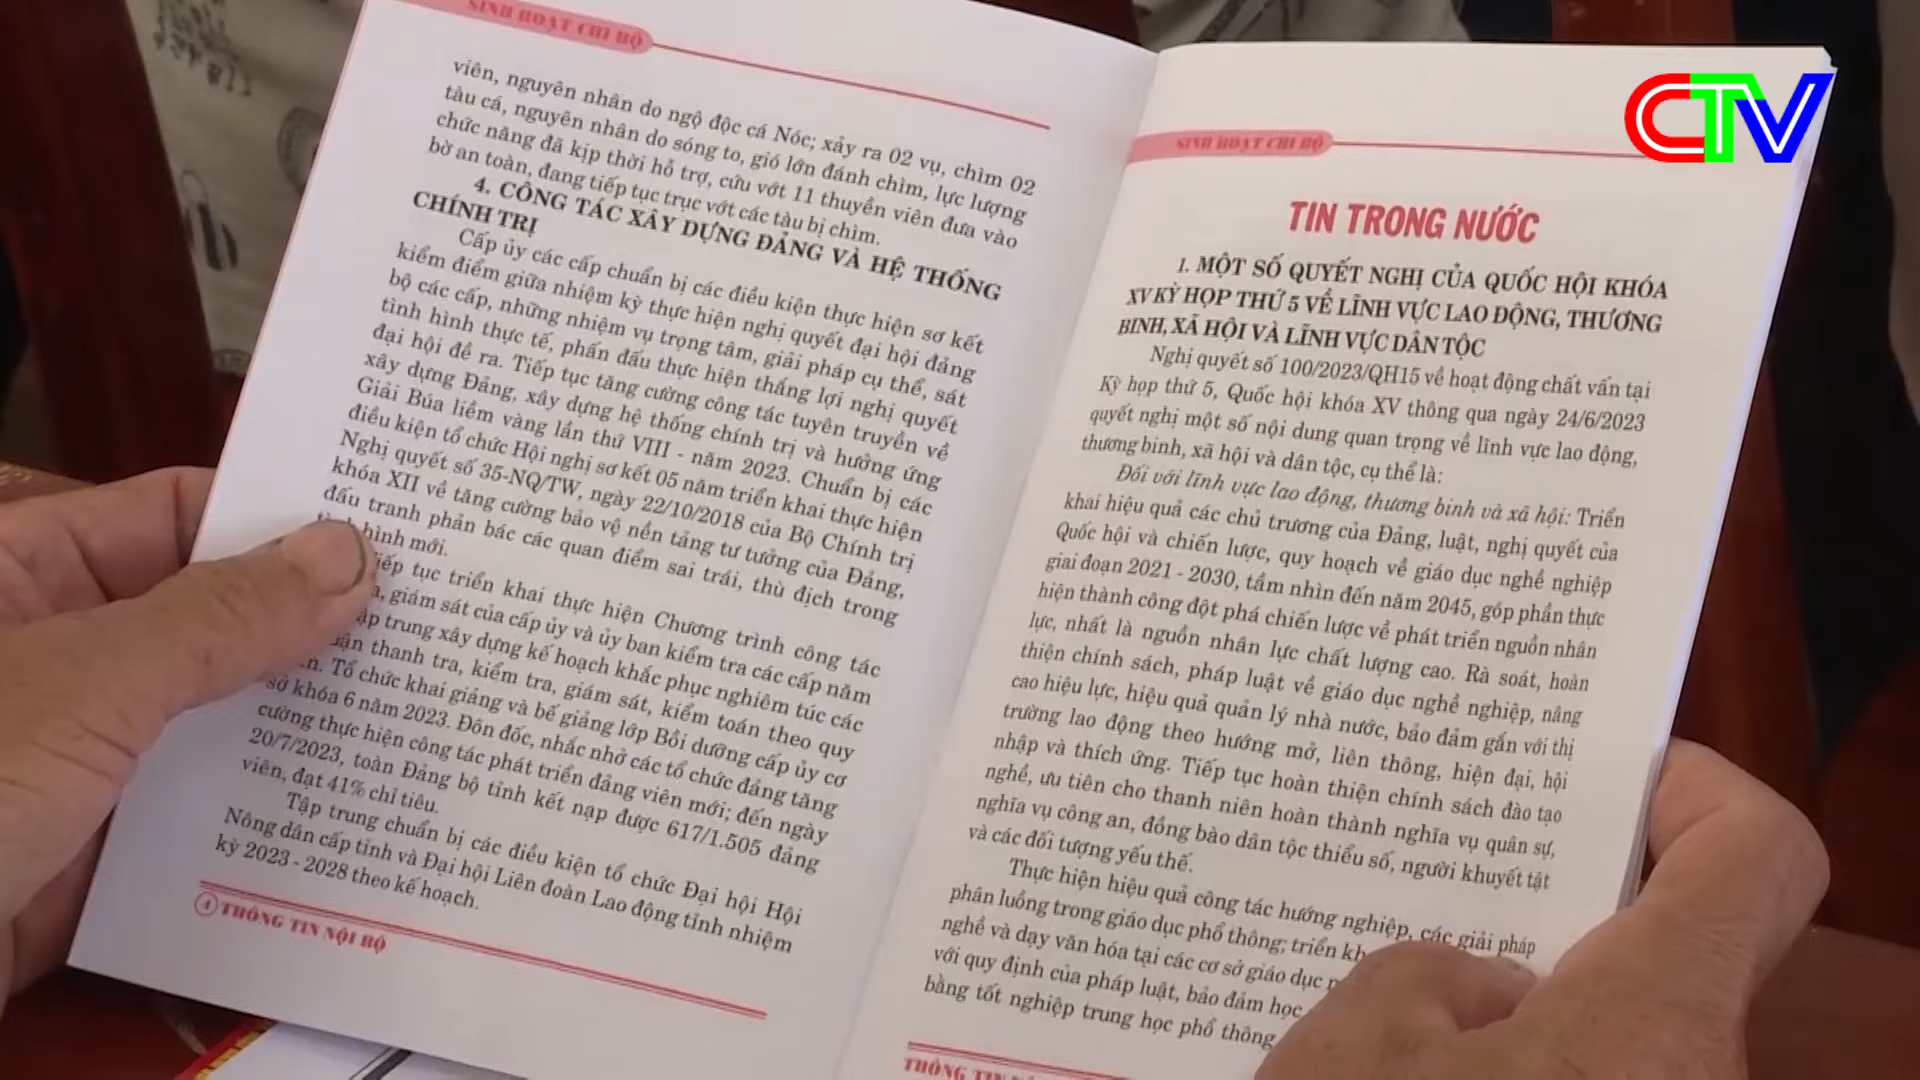 SINH HOẠT CHI BỘ
viên, nguyên nhân do ngộ độc cá Nóc; xảy ra 02 vụ, chìm 02
tàu cá, nguyên nhân do sóng to, gió lớn đánh chìm, lực lượng
chức năng đã kịp thời hỗ trợ, cứu vớt 11 thuyền viên đưa vào
bờ an toàn, đang tiếp tục trục vớt các tàu bị chìm.
4. CÔNG TÁC XÂY DỰNG ĐẢNG VÀ HỆ THỐNG
CHÍNH TRỊ
Cấp ủy các cấp chuẩn bị các điều kiện thực hiện sơ kết
kiểm điểm giữa nhiệm kỳ thực hiện nghị quyết đại hội đảng
bộ các cấp, những nhiệm vụ trọng tâm, giải pháp cụ thể, sát
tình hình thực tế, phấn đấu thực hiện thắng lợi nghị quyết
đại hội đề ra. Tiếp tục tăng cường công tác tuyên truyền về
xây dựng Đảng, xây dựng hệ thống chính trị và hưởng ứng
Giải Búa liềm vàng lần thứ VIII - năm 2023. Chuẩn bị các
điều kiện tổ chức Hội nghị sơ kết 05 năm triển khai thực hiện
Nghị quyết số 35-NQ/TW, ngày 22/10/2018 của Bộ Chính trị
khóa XII về tăng cường bảo vệ nền tảng tư tưởng của Đảng,
đấu tranh phản bác các quan điểm sai trái, thù địch trong
hình mới.
Tiếp tục triển khai thực hiện Chương trình công tác
giám sát của cấp ủy và ủy ban kiểm tra các cấp năm
tập trung xây dựng kế hoạch khắc phục nghiêm túc các
thanh tra, kiểm tra, giám sát, kiểm toán theo quy
Tổ chức khai giảng và bế giảng lớp Bồi dưỡng cấp ủy cơ
sở khóa 6 năm 2023. Đôn đốc, nhắc nhở các tổ chức đảng tăng
cường thực hiện công tác phát triển đảng viên mới; đến ngày
20/7/2023, toàn Đảng bộ tỉnh kết nạp được 617/1.505 đảng
viên, đạt 41% chỉ tiêu.
Tập trung chuẩn bị các điều kiện tổ chức Đại hội Hội
Nông dân cấp tỉnh và Đại hội Liên đoàn Lao động tỉnh nhiệm
kỳ 2023 - 2028 theo kế hoạch.
4 THÔNG TIN NỘI BỘ
CTV
SINH HOẠT CHI BỘ
TIN TRONG NƯỚC
1. MỘT SỐ QUYẾT NGHỊ CỦA QUỐC HỘI KHÓA
XV KỲ HỌP THỨ 5 VỀ LĨNH VỰC LAO ĐỘNG, THƯƠNG
BINH, XÃ HỘI VÀ LĨNH VỰC DÂN TỘC
Nghị quyết số 100/2023/QH15 về hoạt động chất vấn tại
Kỳ họp thứ 5, Quốc hội khóa XV thông qua ngày 24/6/2023
quyết nghị một số nội dung quan trọng về lĩnh vực lao động,
thương binh, xã hội và dân tộc, cụ thể là:
Đối với lĩnh vực lao động, thương binh và xã hội: Triển
khai hiệu quả các chủ trương của Đảng, luật, nghị quyết của
Quốc hội và chiến lược, quy hoạch về giáo dục nghề nghiệp
giai đoạn 2021 - 2030, tầm nhìn đến năm 2045, góp phần thực
hiện thành công đột phá chiến lược về phát triển nguồn nhân
lực, nhất là nguồn nhân lực chất lượng cao. Rà soát, hoàn
thiện chính sách, pháp luật về giáo dục nghề nghiệp, nâng
cao hiệu lực, hiệu quả quản lý nhà nước, bảo đảm gắn với thị
trường lao động theo hướng mở, liên thông, hiện đại, hội
nhập và thích ứng. Tiếp tục hoàn thiện chính sách đào tạo
nghề, ưu tiên cho thanh niên hoàn thành nghĩa vụ quân sự,
nghĩa vụ công an, đồng bào dân tộc thiểu số, người khuyết tật
và các đối tượng yếu thế.
Thực hiện hiệu quả công tác hướng nghiệp, các giải pháp
phân luồng trong giáo dục phổ thông; triển
nghề và dạy văn hóa tại các cơ sở giáo dục
với quy định của pháp luật, bảo đảm học
bằng tốt nghiệp trung học phổ thông
THÔNG TIN